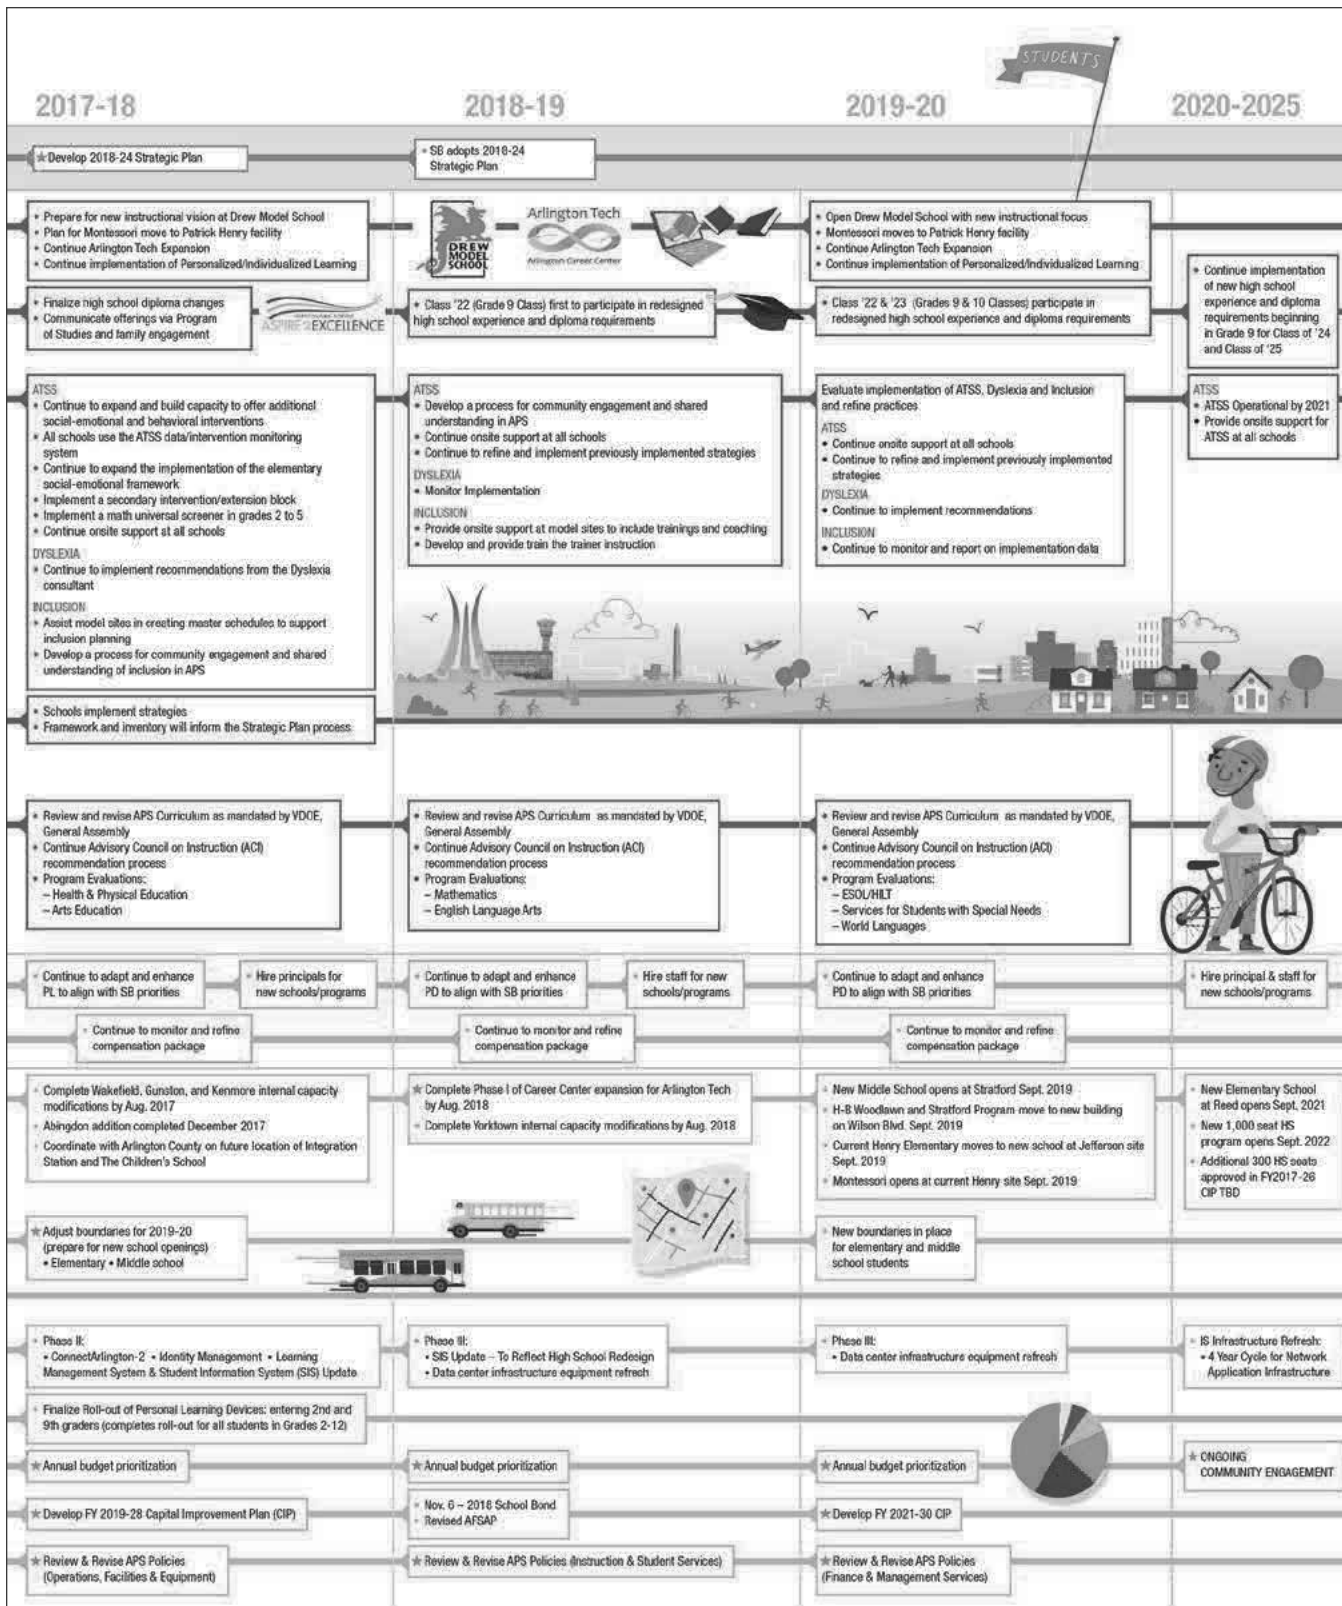 STUDENTS
2017-18
2018-19
2019-20
2020-2025
★ Develop 2018-24 Strategic Plan
• SB adopts 2018-24
Strategic Plan
• Prepare for new instructional vision at Drew Model School
• Plan for Montessori move to Patrick Henry facility
• Continue Arlington Tech Expansion
• Continue implementation of Personalized/Individualized Learning
DREW
MODEL
SCHOOL
Arlington Tech
Arlington Career Center
• Open Drew Model School with new instructional focus
• Montessori moves to Patrick Henry facility
• Continue Arlington Tech Expansion
• Continue implementation of Personalized/Individualized Learning
• Finalize high school diploma changes
• Communicate offerings via Program
of Studies and family engagement
ASPIRE 2 EXCELLENCE
• Class '22 (Grade 9 Class) first to participate in redesigned
high school experience and diploma requirements
• Class '22 & '23 (Grades 9 & 10 Classes) participate in
redesigned high school experience and diploma requirements
• Continue implementation
of new high school
experience and diploma
requirements beginning
in Grade 9 for Class of '24
and Class of '25
ATSS
• Continue to expand and build capacity to offer additional
social-emotional and behavioral interventions
• All schools use the ATSS data/intervention monitoring
system
• Continue to expand the implementation of the elementary
social-emotional framework
• Implement a secondary intervention/extension block
• Implement a math universal screener in grades 2 to 5
• Continue onsite support at all schools
DYSLEXIA
• Continue to implement recommendations from the Dyslexia
consultant
INCLUSION
• Assist model sites in creating master schedules to support
inclusion planning
• Develop a process for community engagement and shared
understanding of inclusion in APS
ATSS
• Develop a process for community engagement and shared
understanding in APS
• Continue onsite support at all schools
• Continue to refine and implement previously implemented strategies
DYSLEXIA
• Monitor Implementation
INCLUSION
• Provide onsite support at model sites to include trainings and coaching
• Develop and provide train the trainer instruction
Evaluate implementation of ATSS, Dyslexia and Inclusion
and refine practices
ATSS
• Continue onsite support at all schools
• Continue to refine and implement previously implemented
strategies
DYSLEXIA
• Continue to implement recommendations
INCLUSION
• Continue to monitor and report on implementation data
ATSS
• ATSS Operational by 2021
• Provide onsite support for
ATSS at all schools
• Schools implement strategies
• Framework and inventory will inform the Strategic Plan process
• Review and revise APS Curriculum as mandated by VDOE,
General Assembly
• Continue Advisory Council on Instruction (ACI)
recommendation process
• Program Evaluations:
– Health & Physical Education
– Arts Education
• Review and revise APS Curriculum as mandated by VDOE,
General Assembly
• Continue Advisory Council on Instruction (ACI)
recommendation process
• Program Evaluations:
– Mathematics
– English Language Arts
• Review and revise APS Curriculum as mandated by VDOE,
General Assembly
• Continue Advisory Council on Instruction (ACI)
recommendation process
• Program Evaluations:
– ESOL/HILT
– Services for Students with Special Needs
– World Languages
• Continue to adapt and enhance
PL to align with SB priorities
• Hire principals for
new schools/programs
• Continue to adapt and enhance
PD to align with SB priorities
• Hire staff for new
schools/programs
• Continue to adapt and enhance
PD to align with SB priorities
• Hire principal & staff for
new schools/programs
• Continue to monitor and refine
compensation package
• Continue to monitor and refine
compensation package
• Continue to monitor and refine
compensation package
• Complete Wakefield, Gunston, and Kenmore internal capacity
modifications by Aug. 2017
• Abingdon addition completed December 2017
• Coordinate with Arlington County on future location of Integration
Station and The Children's School
★ Complete Phase I of Career Center expansion for Arlington Tech
by Aug. 2018
• Complete Yorktown internal capacity modifications by Aug. 2018
• New Middle School opens at Stratford Sept. 2019
• H-B Woodlawn and Stratford Program move to new building
on Wilson Blvd. Sept. 2019
• Current Henry Elementary moves to new school at Jefferson site
Sept. 2019
• Montessori opens at current Henry site Sept. 2019
• New Elementary School
at Reed opens Sept. 2021
• New 1,000 seat HS
program opens Sept. 2022
• Additional 300 HS seats
approved in FY2017-26
CIP TBD
★ Adjust boundaries for 2019-20
(prepare for new school openings)
• Elementary • Middle school
• New boundaries in place
for elementary and middle
school students
• Phase II:
• ConnectArlington-2 • Identity Management • Learning
Management System & Student Information System (SIS) Update
• Phase III:
• SIS Update – To Reflect High School Redesign
• Data center infrastructure equipment refresh
• Phase III:
• Data center infrastructure equipment refresh
• IS Infrastructure Refresh:
• 4 Year Cycle for Network
Application Infrastructure
• Finalize Roll-out of Personal Learning Devices: entering 2nd and
9th graders (completes roll-out for all students in Grades 2-12)
★ Annual budget prioritization
★ Annual budget prioritization
★ Annual budget prioritization
★ ONGOING
COMMUNITY ENGAGEMENT
★ Develop FY 2019-28 Capital Improvement Plan (CIP)
• Nov. 6 – 2018 School Bond
• Revised AFSAP
★ Develop FY 2021-30 CIP
★ Review & Revise APS Policies
(Operations, Facilities & Equipment)
★ Review & Revise APS Policies (Instruction & Student Services)
★ Review & Revise APS Policies
(Finance & Management Services)